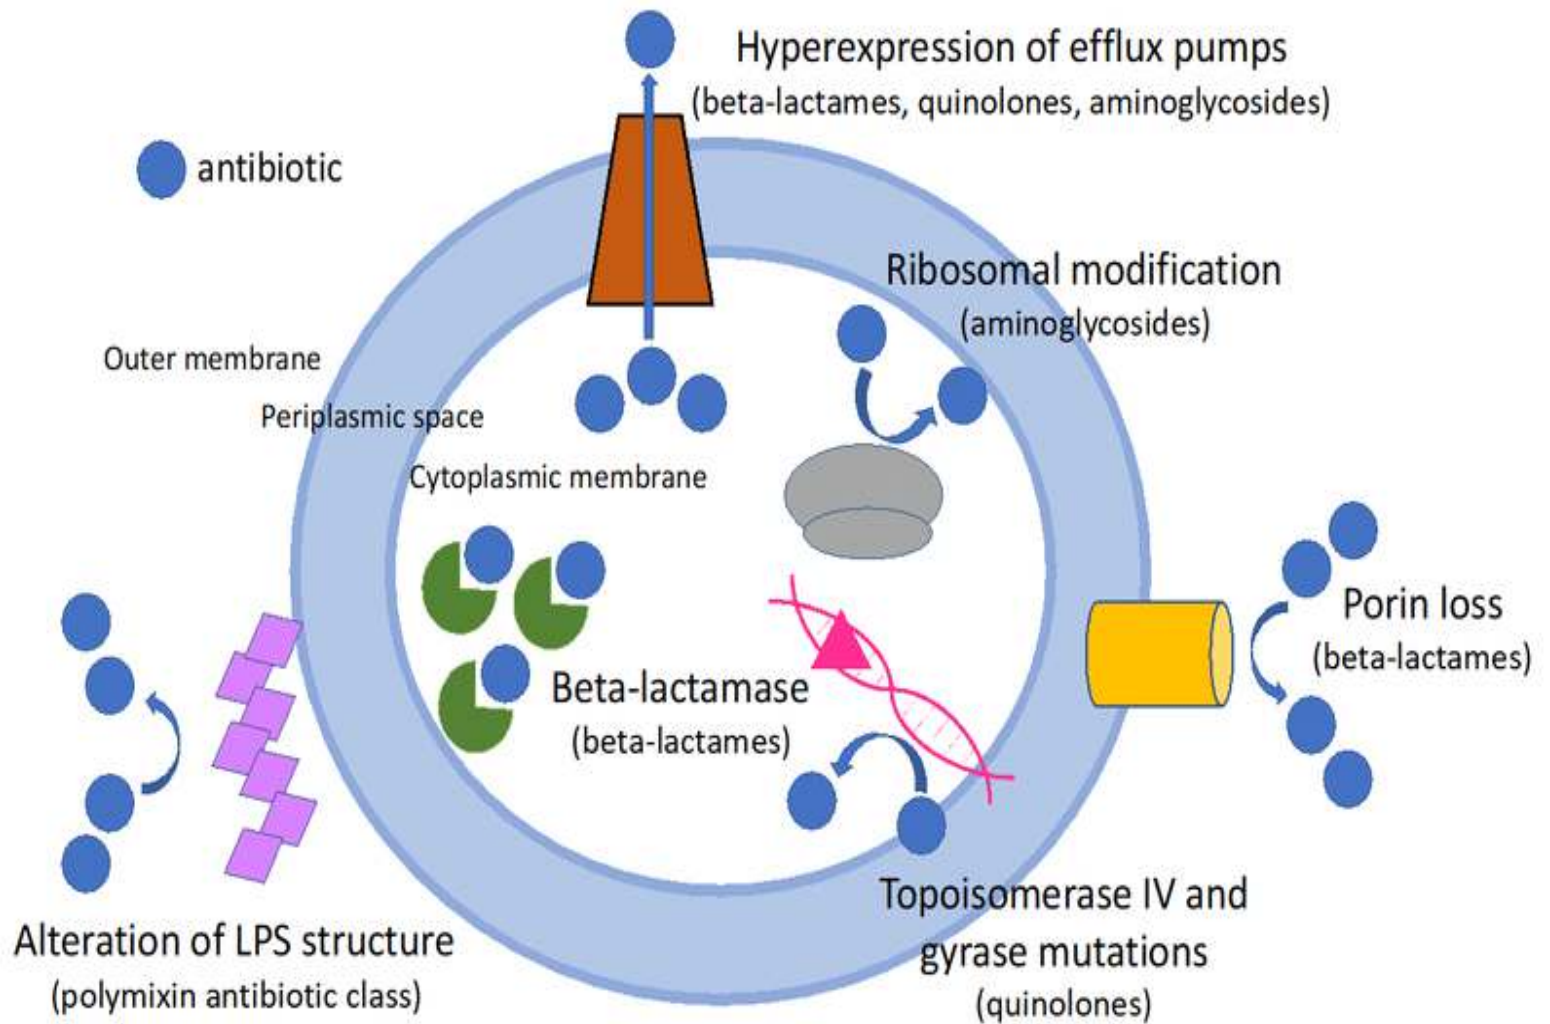 Hyperexpression of efflux pumps
(beta-lactames, quinolones, aminoglycosides)
antibiotic
Ribosomal modification
(aminoglycosides)
Outer membrane
Periplasmic space
Cytoplasmic membrane
Porin loss
(beta-lactames)
Beta-lactamase
(beta-lactames)
Topoisomerase IV and
gyrase mutations
(quinolones)
Alteration of LPS structure
(polymixin antibiotic class)